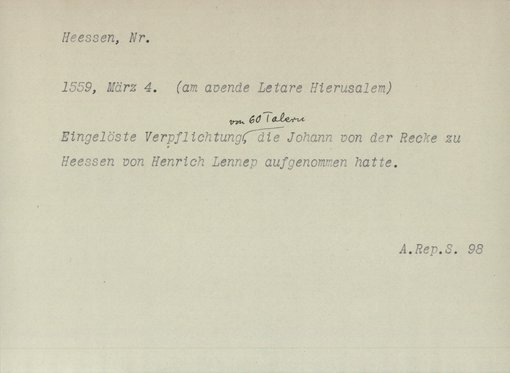 Heessen, Nr.
1559, März 4. (am avende Letare Hierusalem)
von 60 Talern
Eingelöste Verpflichtung, die Johann von der Recke zu
Heessen von Henrich Lennep aufgenommen hatte.
A.Rep.S. 98